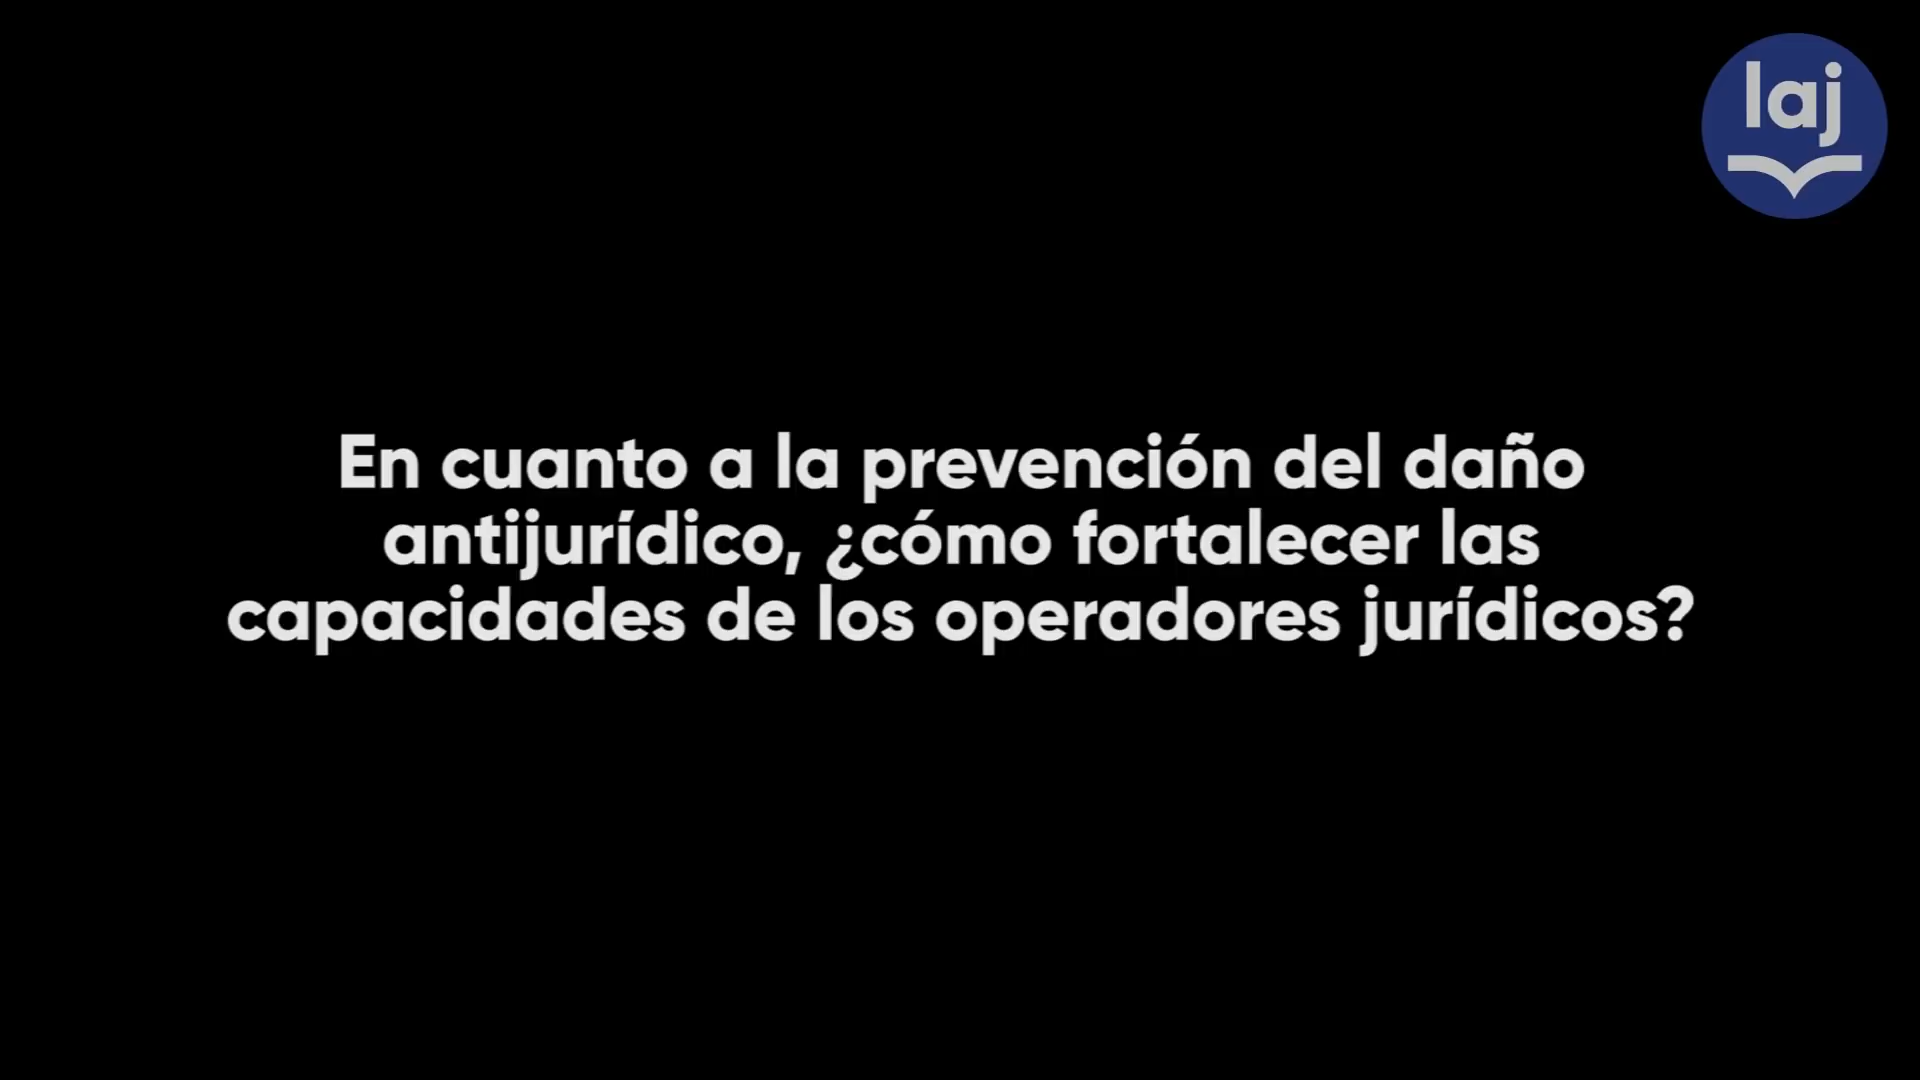 laj
En cuanto a la prevención del daño
antijurídico, ¿cómo fortalecer las
capacidades de los operadores jurídicos?